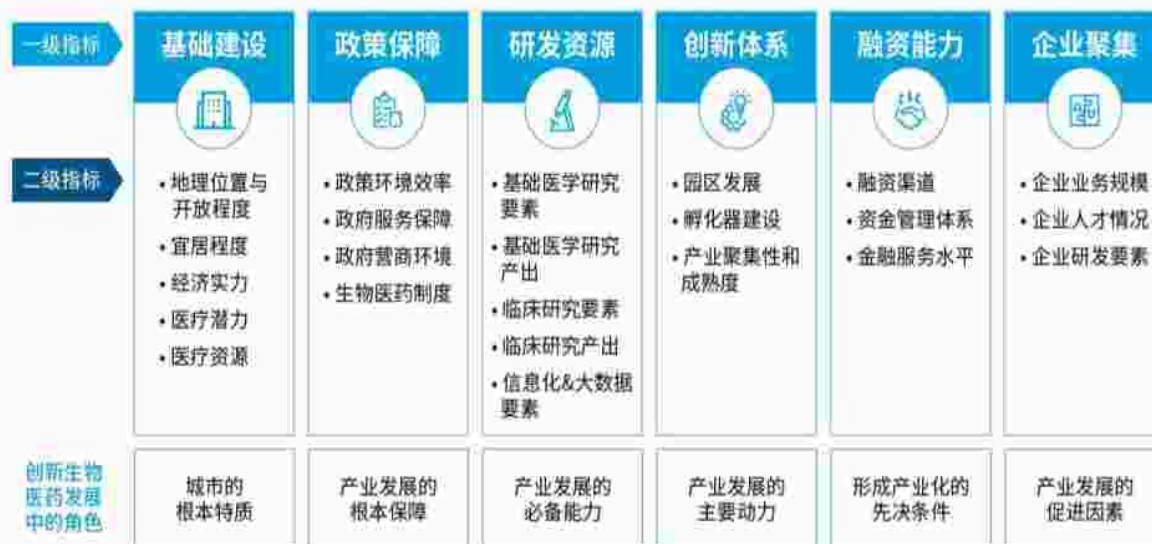 一级指标
基础建设
政策保障
研发资源
创新体系
融资能力
企业聚集
二级指标
• 地理位置与
开放程度
• 宜居程度
• 经济实力
• 医疗潜力
• 医疗资源
• 政策环境效率
• 政府服务保障
• 政府营商环境
• 生物医药制度
• 基础医学研究
要素
• 基础医学研究
产出
• 临床研究要素
• 临床研究产出
• 信息化&大数据
要素
• 园区发展
• 孵化器建设
• 产业聚集性和
成熟度
• 融资渠道
• 资金管理体系
• 金融服务水平
• 企业业务规模
• 企业人才情况
• 企业研发要素
创新生物
医药发展
中的角色
城市的
根本特质
产业发展的
根本保障
产业发展的
必备能力
产业发展的
主要动力
形成产业化的
先决条件
产业发展的
促进因素